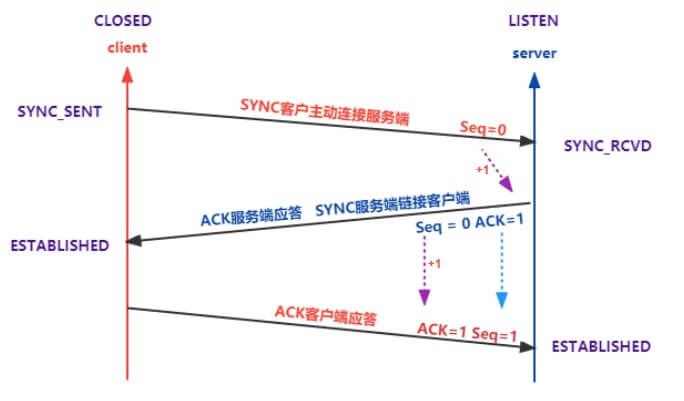 CLOSED
LISTEN
client
server
SYNC_SENT
SYNC客户主动连接服务端
Seq=0
SYNC_RCVD
+1
ACK服务端应答 SYNC服务端链接客户端
Seq = 0 ACK=1
ESTABLISHED
+1
ACK客户端应答
ACK=1 Seq=1
ESTABLISHED